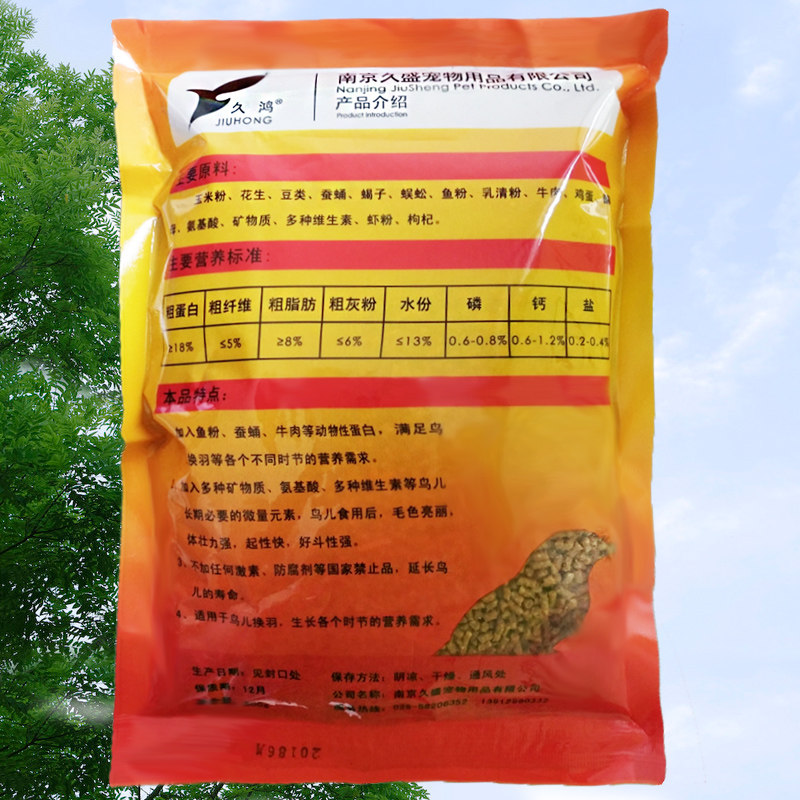 南京久盛宠物用品有限公司
久鸿®
JIUHONG
Nanjing JiuSheng Pet Products Co., Ltd.
产品介绍
Product introduction
主要原料:
玉米粉、花生、豆类、蚕蛹、蝎子、蜈蚣、鱼粉、乳清粉、牛肉、鸡蛋、
、氨基酸、矿物质、多种维生素、虾粉、枸杞。
主要营养标准:
粗蛋白 粗纤维 粗脂肪 粗灰粉 水份 磷 钙 盐
≥18% ≤5% ≥8% ≤6% ≤13% 0.6-0.8% 0.6-1.2% 0.2-0.4%
本品特点:
加入鱼粉、蚕蛹、牛肉等动物性蛋白,满足鸟
换羽等各个不同时节的营养需求。
加入多种矿物质、氨基酸、多种维生素等鸟儿
长期必要的微量元素,鸟儿食用后,毛色亮丽,
体壮力强,起性快,好斗性强。
3、不加任何激素、防腐剂等国家禁止品,延长鸟
儿的寿命。
4、适用于鸟儿换羽,生长各个时节的营养需求。
生产日期:见封口处 保存方法:阴凉、干燥、通风处
保质期:12月 公司名称:南京久盛宠物用品有限公司
20186月